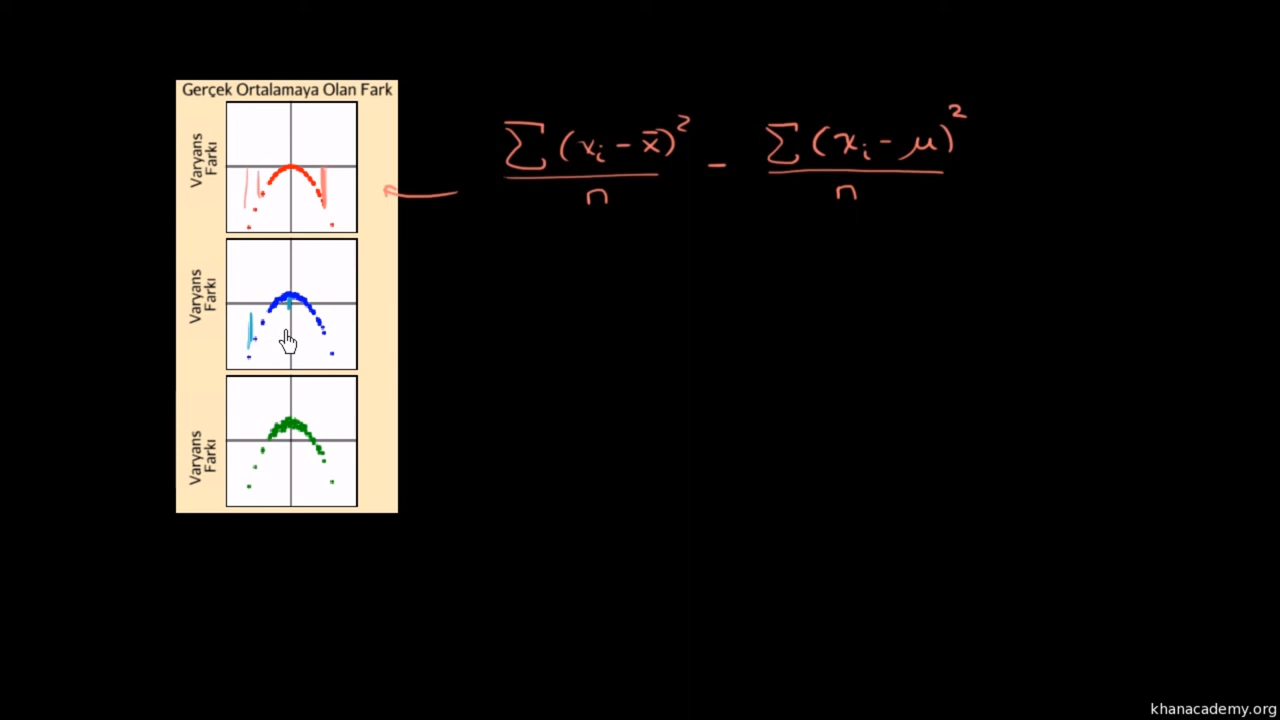 Gerçek Ortalamaya Olan Fark
Varyans
Farkı
Σ (xᵢ - x̄)² / n - Σ (xᵢ - μ)² / n
Varyans
Farkı
Varyans
Farkı
khanacademy.org